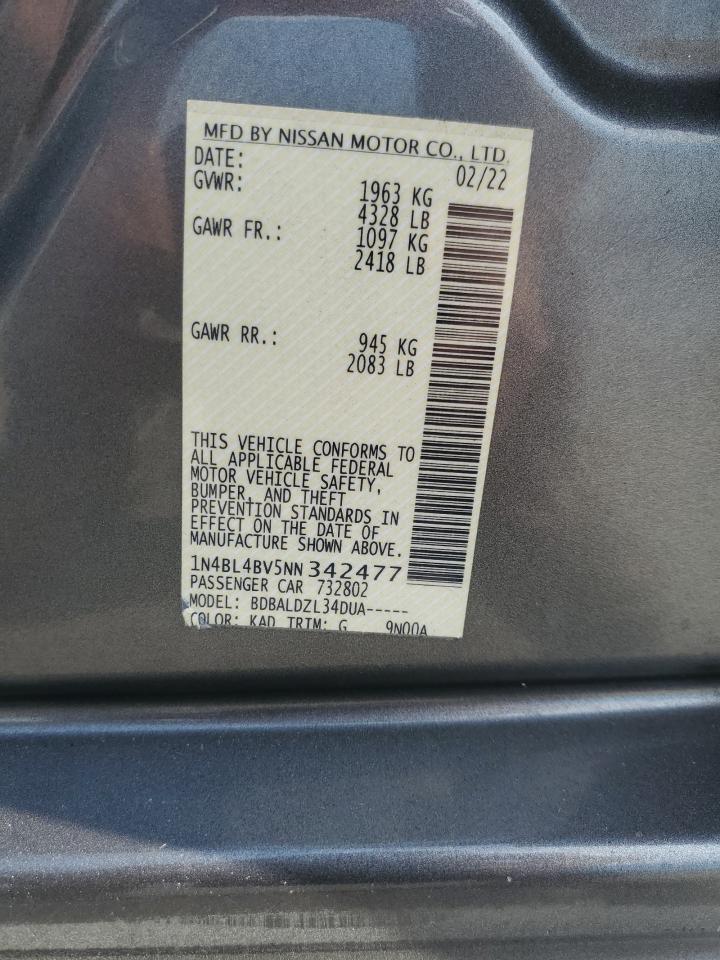 MFD BY NISSAN MOTOR CO., LTD.
DATE: 02/22
GVWR: 1963 KG
4328 LB
GAWR FR.: 1097 KG
2418 LB
GAWR RR.: 945 KG
2083 LB
THIS VEHICLE CONFORMS TO
ALL APPLICABLE FEDERAL
MOTOR VEHICLE SAFETY,
BUMPER, AND THEFT
PREVENTION STANDARDS IN
EFFECT ON THE DATE OF
MANUFACTURE SHOWN ABOVE.
1N4BL4BV5NN342477
PASSENGER CAR 732802
MODEL: BDBALDZL34DUA-----
COLOR: KAD TRIM: G 9N00A